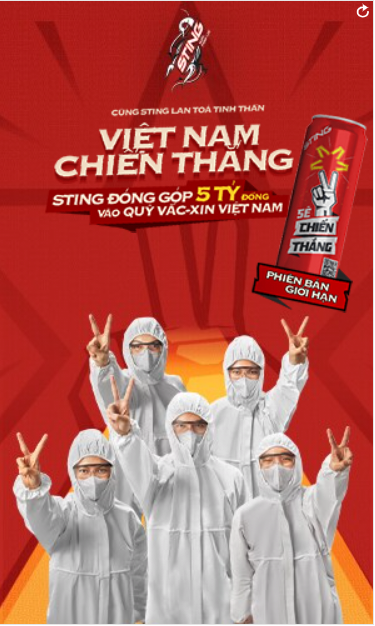 STING
CÙNG STING LAN TOẢ TINH THẦN
VIỆT NAM
CHIẾN THẮNG
STING ĐÓNG GÓP 5 TỶ ĐỒNG
VÀO QUỸ VẮC-XIN VIỆT NAM
STING
SẼ
CHIẾN
THẮNG
PHIÊN BẢN
GIỚI HẠN